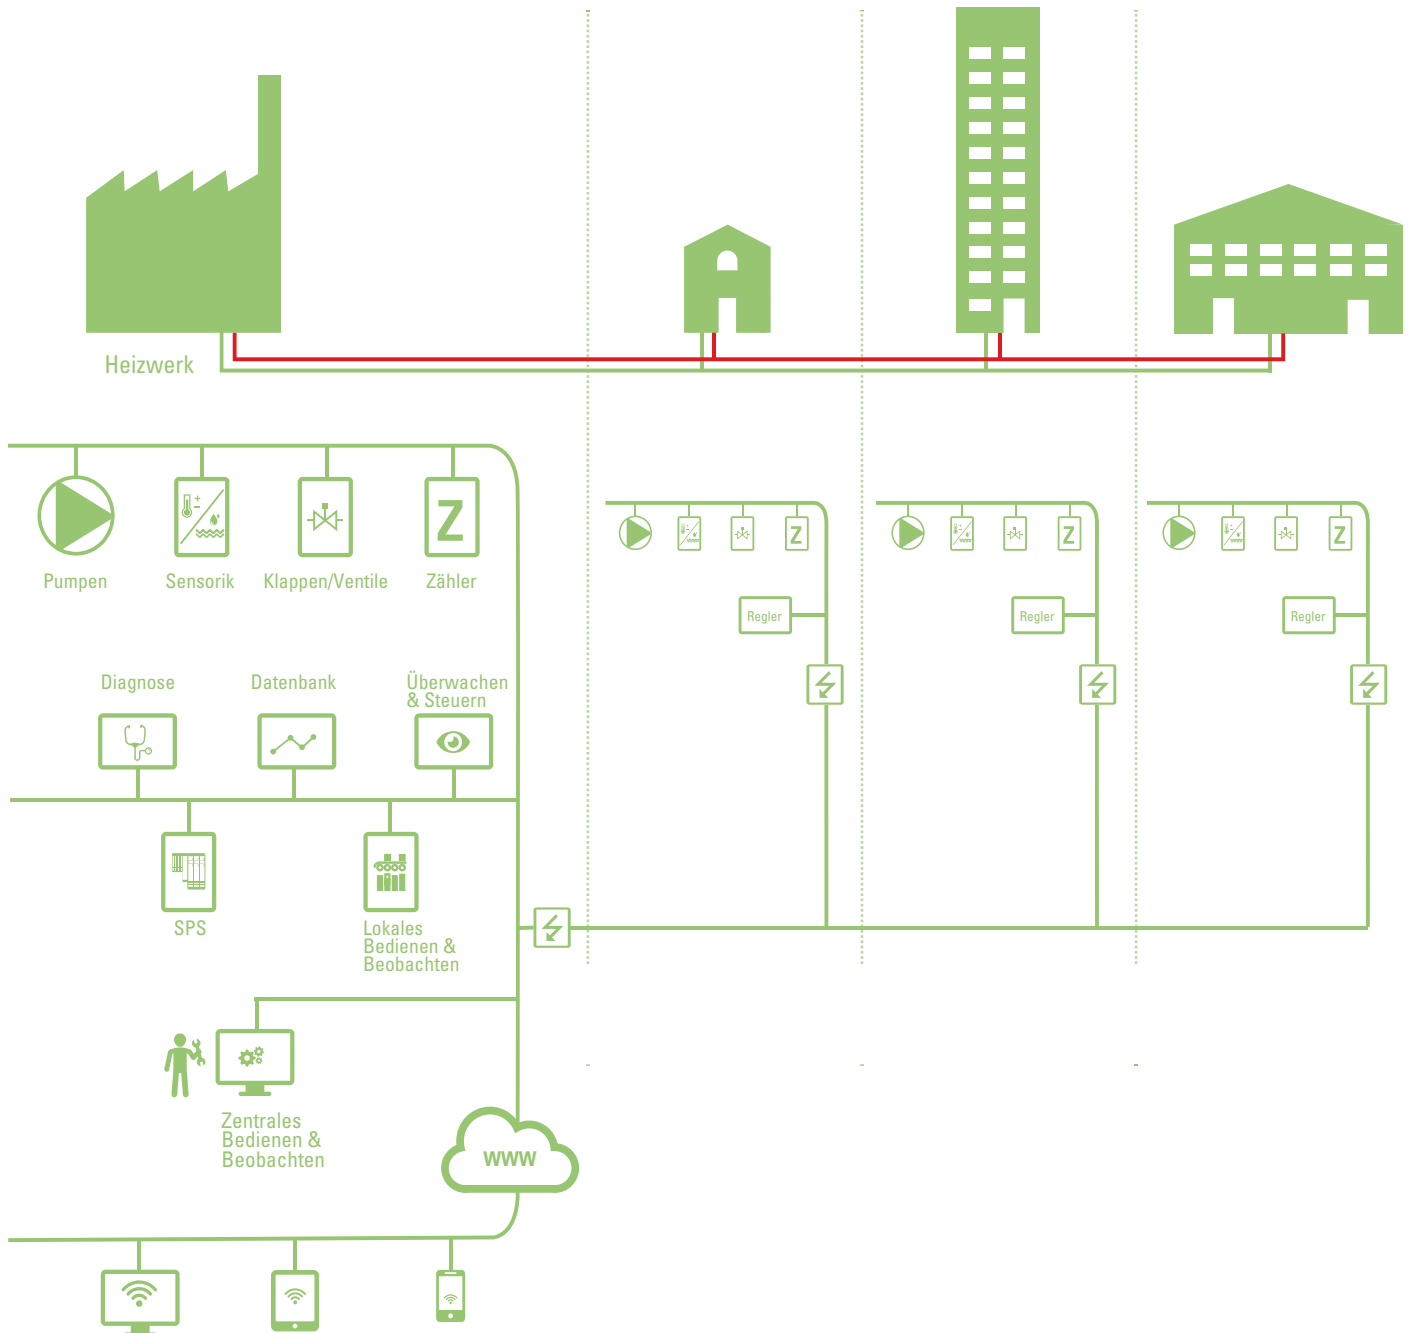 Heizwerk
Pumpen
Sensorik
Klappen/Ventile
Z
Zähler
Z
Z
Z
Regler
Regler
Regler
Diagnose
Datenbank
Überwachen
& Steuern
SPS
Lokales
Bedienen &
Beobachten
Zentrales
Bedienen &
Beobachten
www